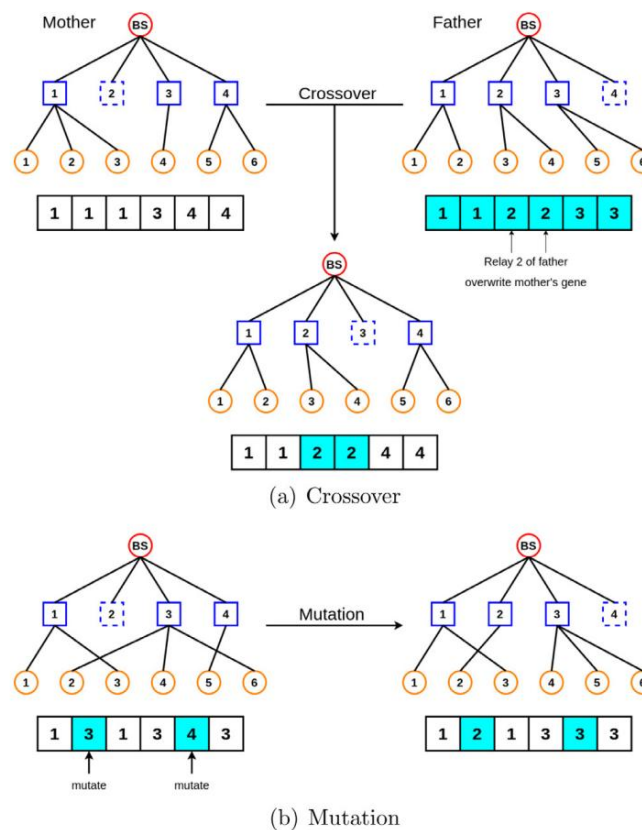 Mother
Father
BS
BS
1 2 3 4
Crossover
1 2 3 4
1 2 3 4 5 6
1 2 3 4 5 6
1 1 1 3 4 4
1 1 2 2 3 3
Relay 2 of father
overwrite mother's gene
BS
1 2 3 4
1 2 3 4 5 6
1 1 2 2 4 4
(a) Crossover
BS
BS
1 2 3 4
Mutation
1 2 3 4
1 2 3 4 5 6
1 2 3 4 5 6
1 3 1 3 4 3
1 2 1 3 3 3
mutate
mutate
(b) Mutation